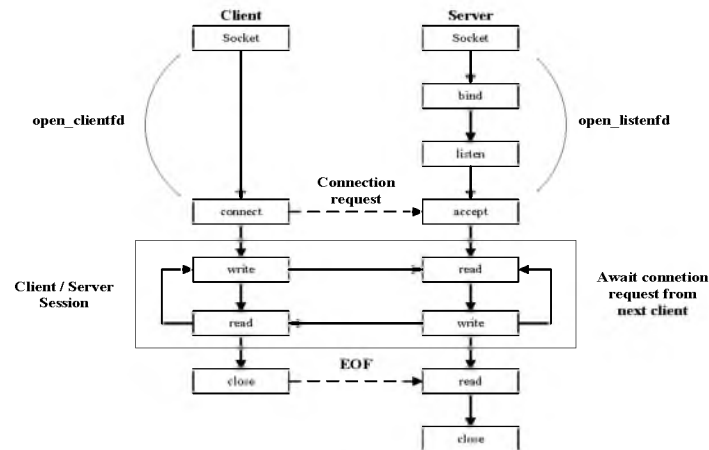 Client Server
Socket Socket
bind
open_clientfd open_listenfd
listen
Connection
request
connect accept
write read
Client / Server
Session
Await connetion
request from
next client
read write
EOF
close read
close